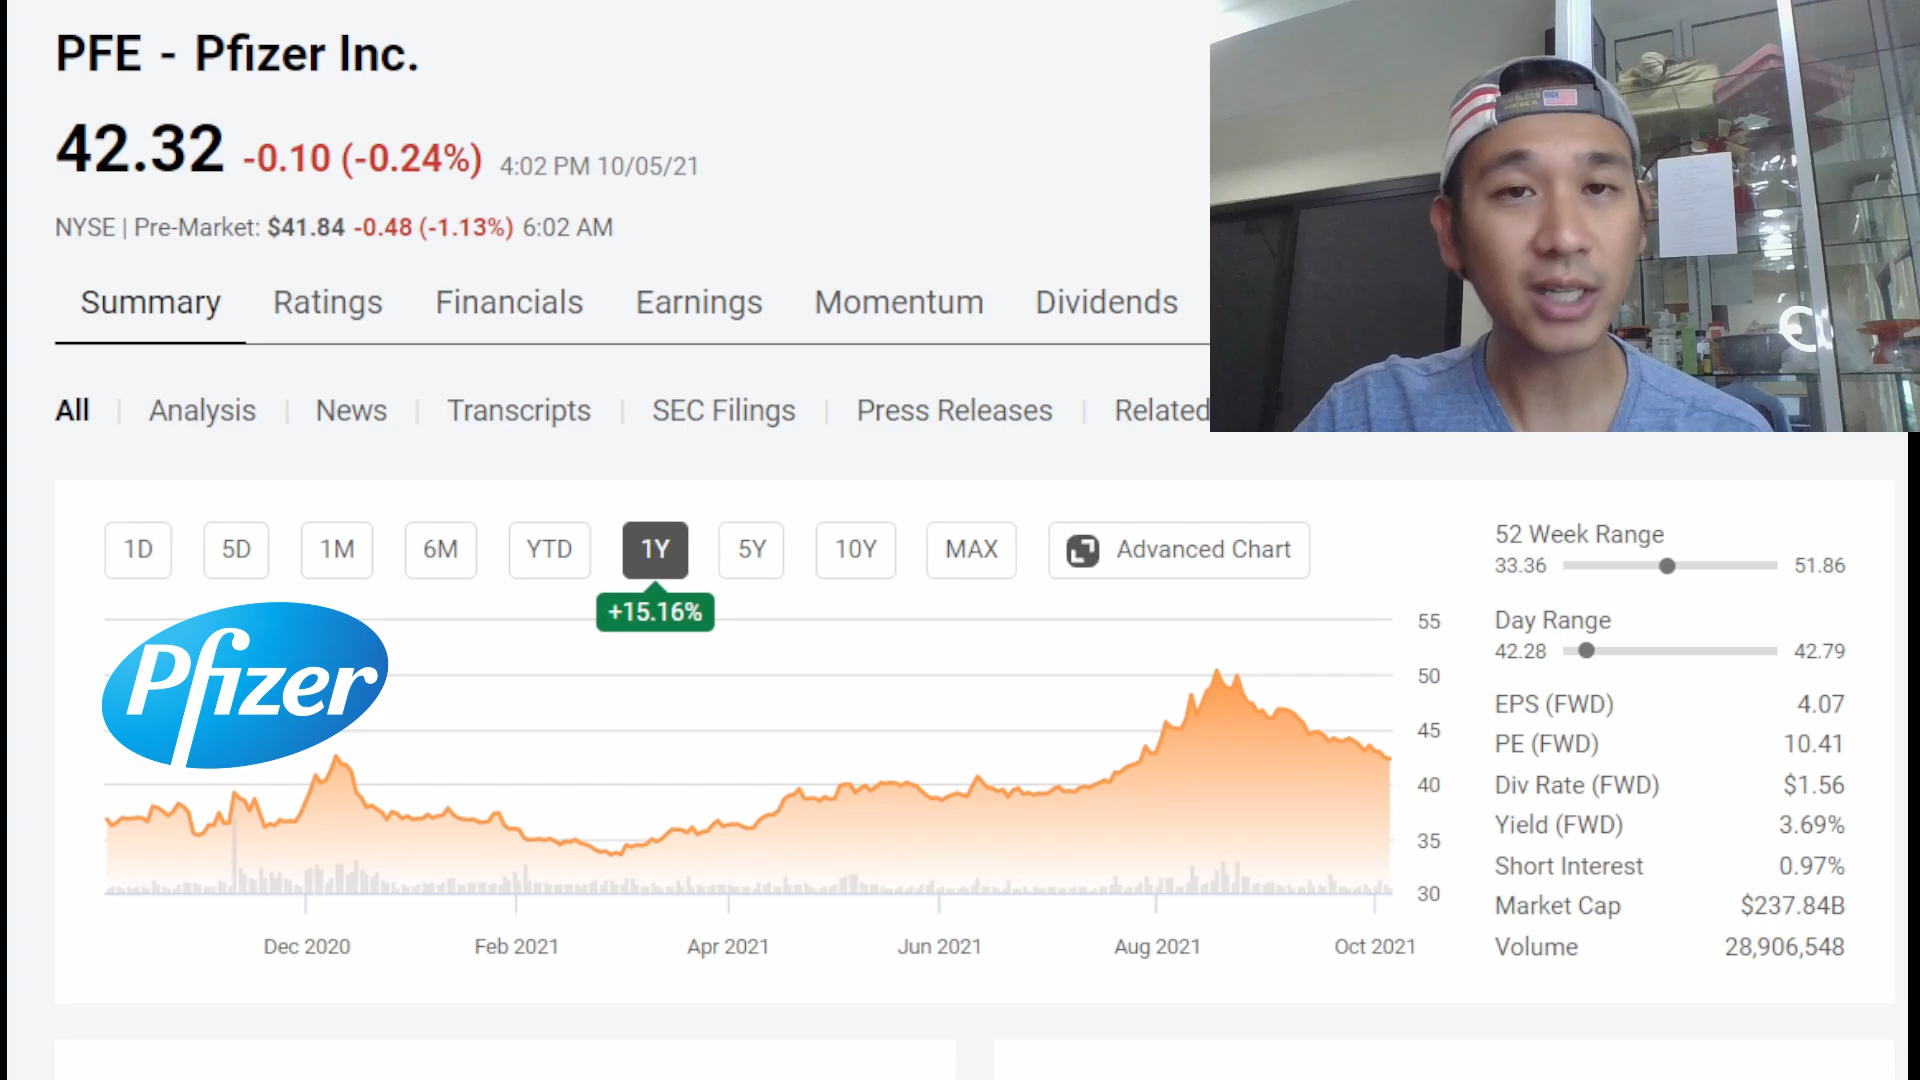 PFE - Pfizer Inc.
42.32 -0.10 (-0.24%) 4:02 PM 10/05/21
NYSE | Pre-Market: $41.84 -0.48 (-1.13%) 6:02 AM
Summary Ratings Financials Earnings Momentum Dividends
All | Analysis | News | Transcripts | SEC Filings | Press Releases | Related
1D 5D 1M 6M YTD 1Y 5Y 10Y MAX Advanced Chart
+15.16%
Pfizer
55
50
45
40
35
30
Dec 2020 Feb 2021 Apr 2021 Jun 2021 Aug 2021 Oct 2021
52 Week Range
33.36 51.86
Day Range
42.28 42.79
EPS (FWD) 4.07
PE (FWD) 10.41
Div Rate (FWD) $1.56
Yield (FWD) 3.69%
Short Interest 0.97%
Market Cap $237.84B
Volume 28,906,548